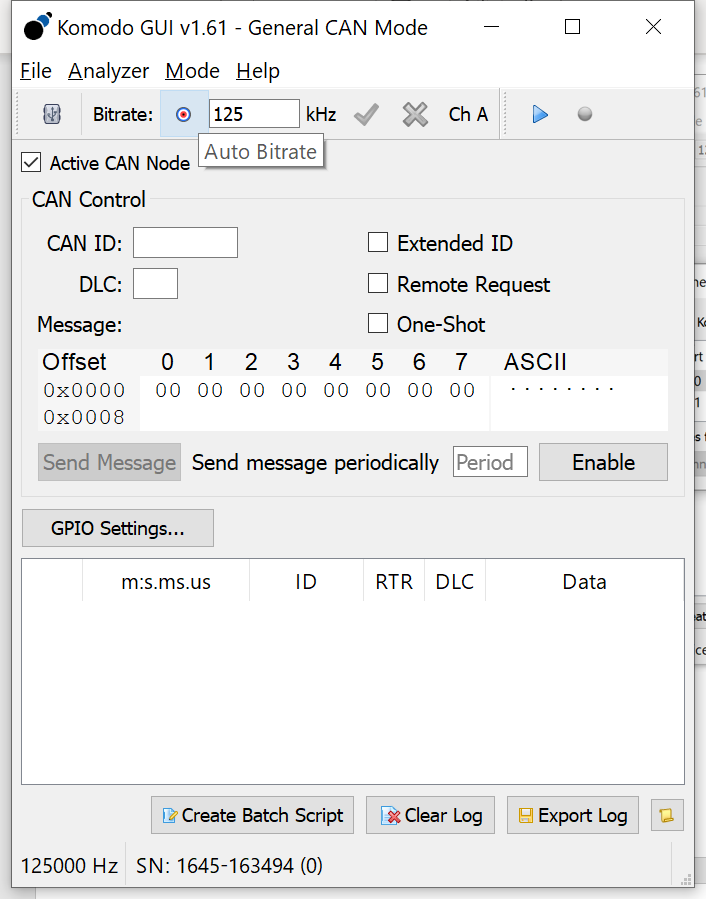 Komodo GUI v1.61 - General CAN Mode
File Analyzer Mode Help
Bitrate: 125 kHz Ch A
Auto Bitrate
Active CAN Node
CAN Control
CAN ID: Extended ID
DLC: Remote Request
Message: One-Shot
Offset 0 1 2 3 4 5 6 7 ASCII
0x0000 00 00 00 00 00 00 00 00 ········
0x0008
Send Message Send message periodically Period Enable
GPIO Settings...
m:s.ms.us ID RTR DLC Data
Create Batch Script Clear Log Export Log
125000 Hz SN: 1645-163494 (0)